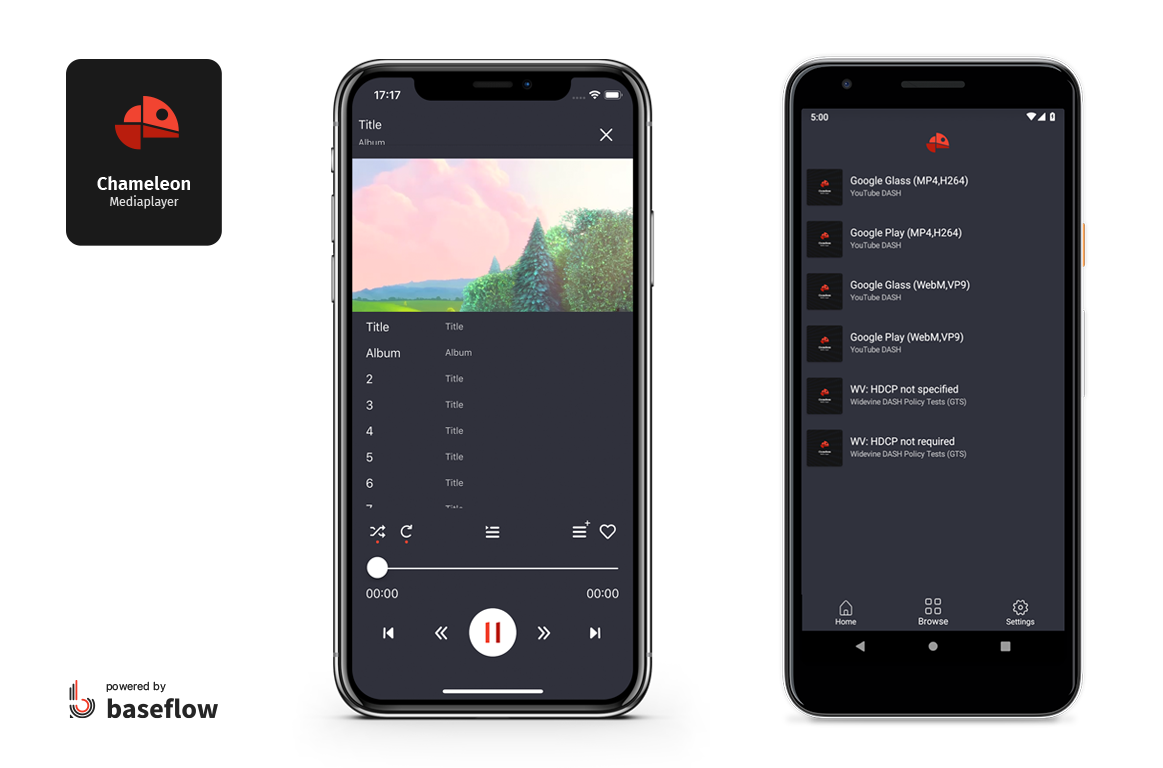 Chameleon
Mediaplayer
powered by
baseflow
17:17
Title
Album
Title Title
Album Album
2 Title
3 Title
4 Title
5 Title
6 Title
00:00 00:00
5:00
Google Glass (MP4,H264)
YouTube DASH
Google Play (MP4,H264)
YouTube DASH
Google Glass (WebM,VP9)
YouTube DASH
Google Play (WebM,VP9)
YouTube DASH
WV: HDCP not specified
Widevine DASH Policy Tests (GTS)
WV: HDCP not required
Widevine DASH Policy Tests (GTS)
Home Browse Settings